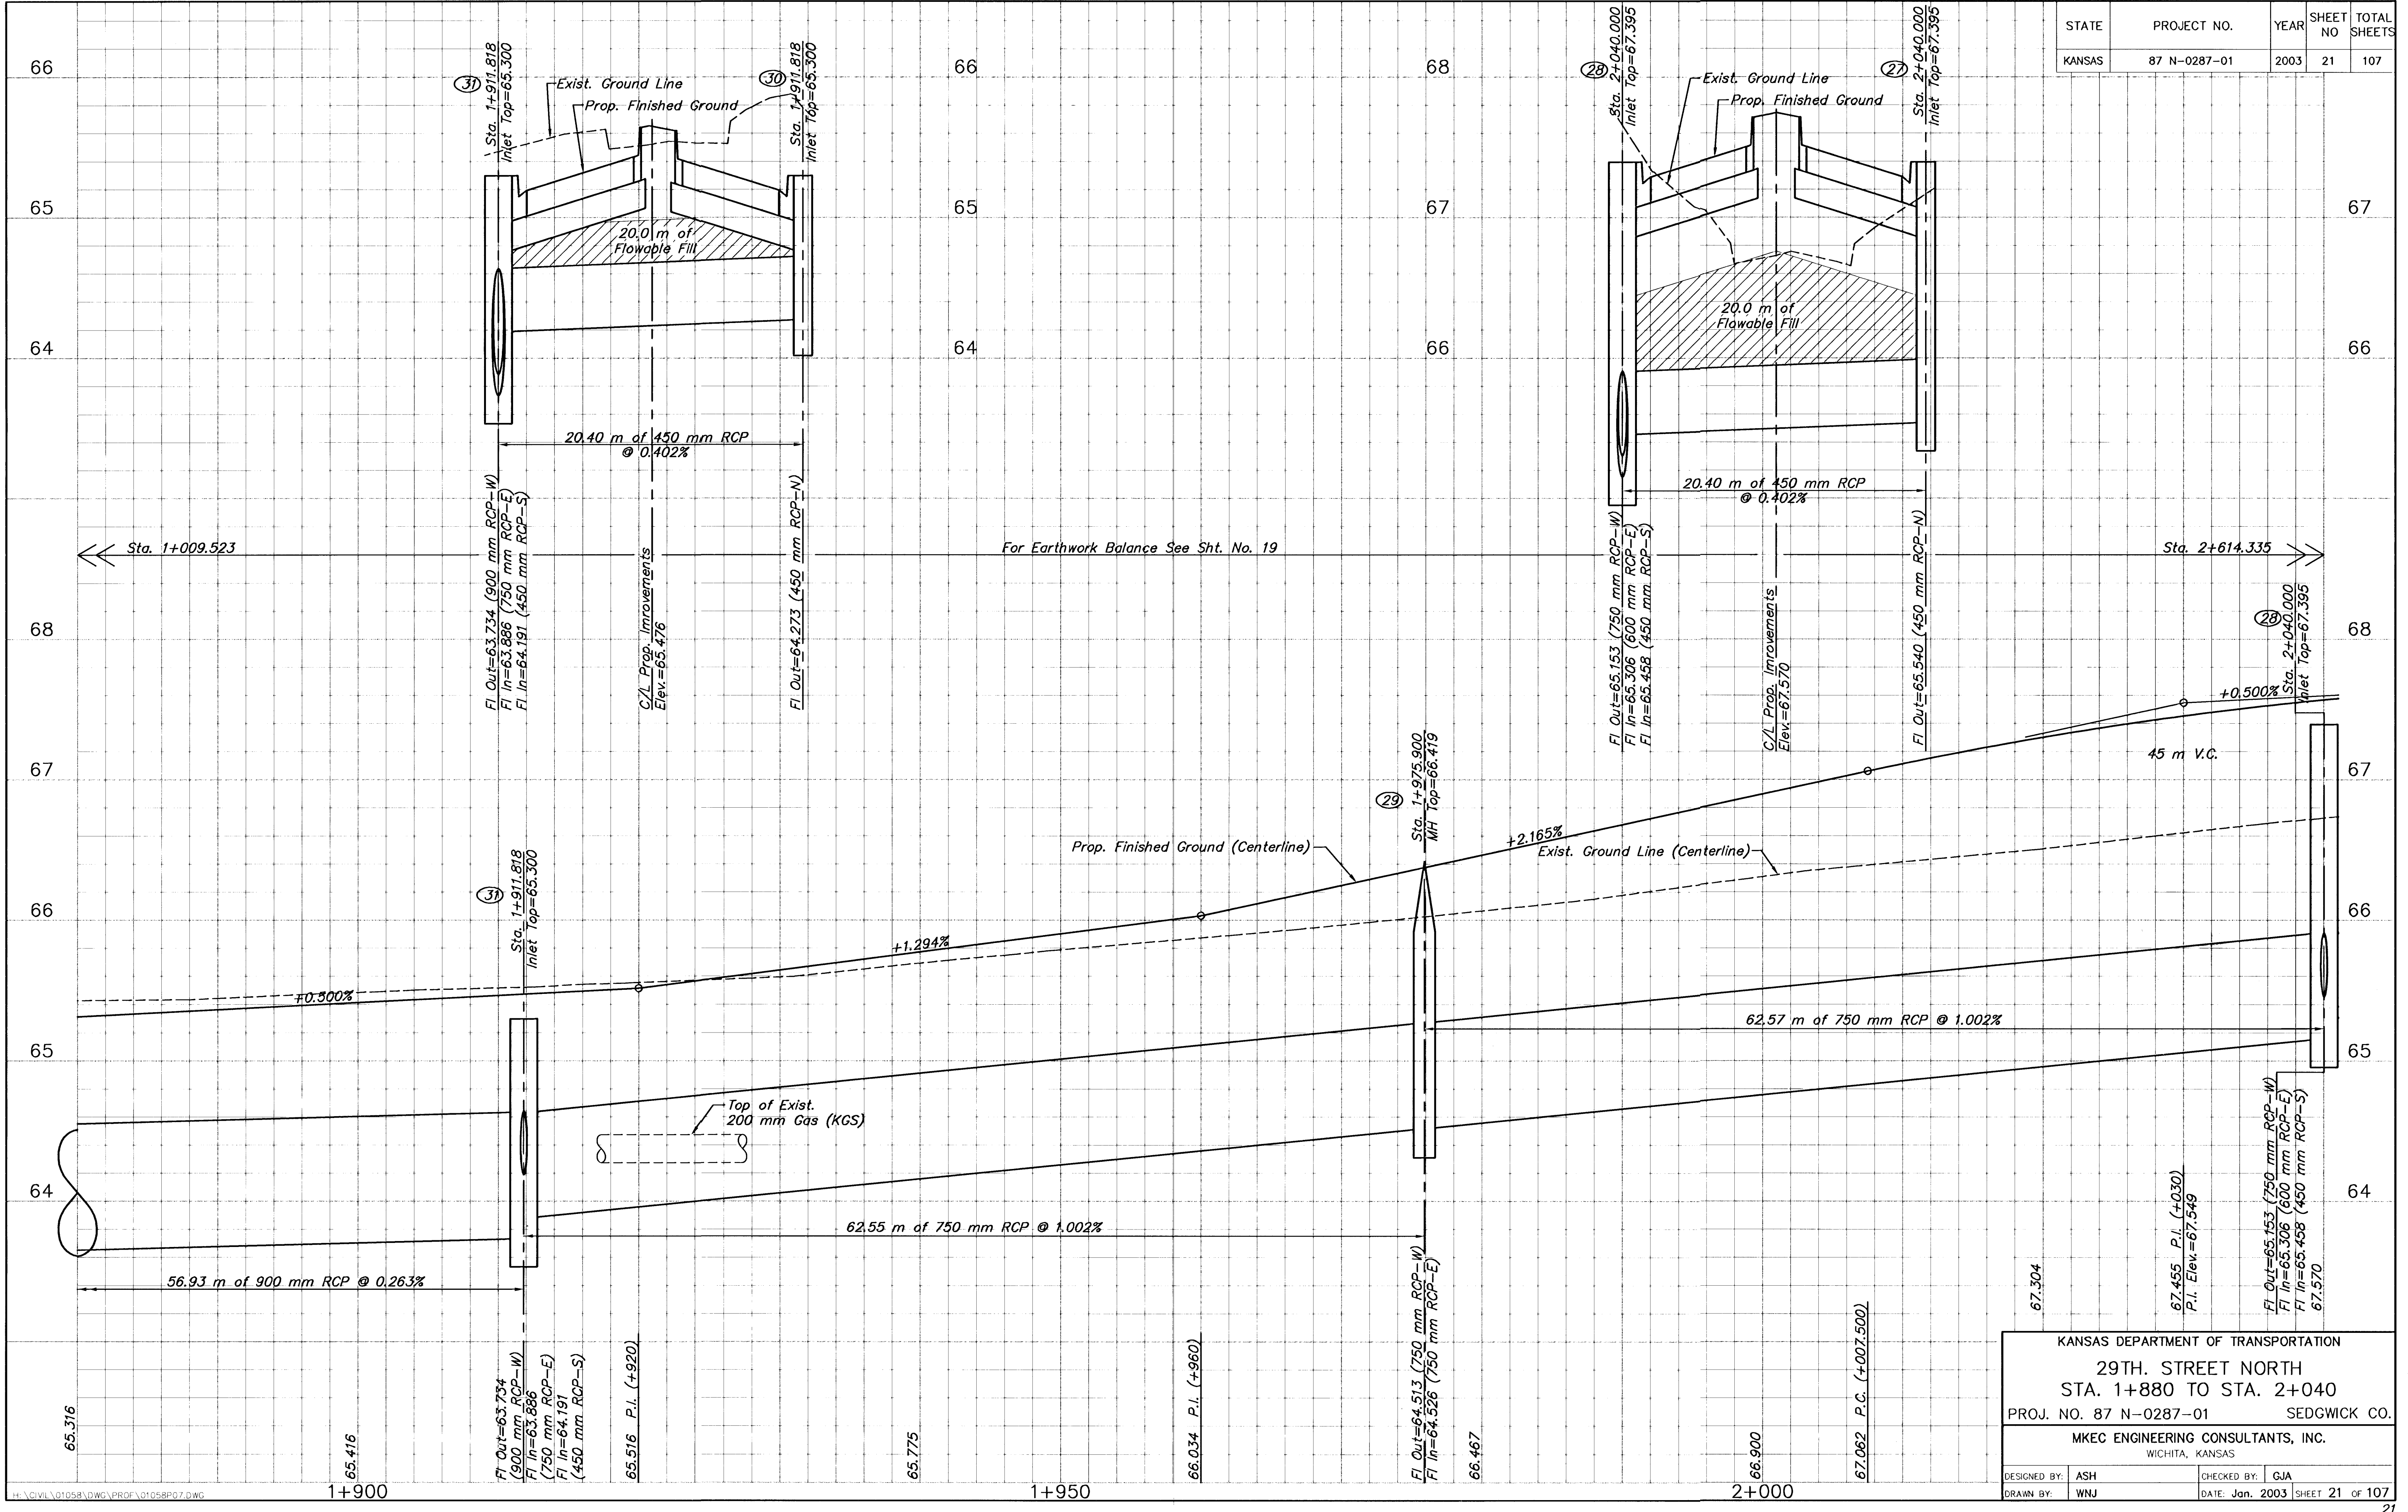 STATE
PROJECT NO.
YEAR
SHEET NO
TOTAL SHEETS
KANSAS
87 N-0287-01
2003
21
107
66
66
68
65
65
67
67
64
64
66
66
31
Sta. 1+911.818
Inlet Top=65.300
Exist. Ground Line
Prop. Finished Ground
30
Sta. 1+911.818
Inlet Top=65.300
20.0 m of
Flowable Fill
20.40 m of 450 mm RCP
@ 0.402%
Fl Out=63.734 (900 mm RCP-W)
Fl In=63.886 (750 mm RCP-E)
Fl In=64.191 (450 mm RCP-S)
C/L Prop. Imrovements
Elev.=65.476
Fl Out=64.273 (450 mm RCP-N)
28
Sta. 2+040.000
Inlet Top=67.395
Exist. Ground Line
Prop. Finished Ground
27
Sta. 2+040.000
Inlet Top=67.395
20.0 m of
Flowable Fill
20.40 m of 450 mm RCP
@ 0.402%
Fl Out=65.153 (750 mm RCP-W)
Fl In=65.306 (600 mm RCP-E)
Fl In=65.458 (450 mm RCP-S)
C/L Prop. Imrovements
Elev.=67.570
Fl Out=65.540 (450 mm RCP-N)
Sta. 1+009.523
For Earthwork Balance See Sht. No. 19
Sta. 2+614.335
68
68
67
67
66
66
65
65
64
64
31
Sta. 1+911.818
Inlet Top=65.300
+0.500%
+1.294%
Prop. Finished Ground (Centerline)
29
Sta. 1+975.900
MH Top=66.419
+2.165%
Exist. Ground Line (Centerline)
28
Sta. 2+040.000
Inlet Top=67.395
+0.500%
45 m V.C.
62.57 m of 750 mm RCP @ 1.002%
Top of Exist.
200 mm Gas (KGS)
62.55 m of 750 mm RCP @ 1.002%
56.93 m of 900 mm RCP @ 0.263%
65.316
65.416
Fl Out=63.734
(900 mm RCP-W)
Fl In=63.886
(750 mm RCP-E)
Fl In=64.191
(450 mm RCP-S)
65.516 P.I. (+920)
65.775
66.034 P.I. (+960)
Fl Out=64.513 (750 mm RCP-W)
Fl In=64.526 (750 mm RCP-E)
66.467
66.900
67.062 P.C. (+007.500)
67.304
67.455 P.I. (+030)
P.I. Elev.=67.549
Fl Out=65.153 (750 mm RCP-W)
Fl In=65.306 (600 mm RCP-E)
Fl In=65.458 (450 mm RCP-S)
67.570
1+900
1+950
2+000
H:\CIVIL\01058\DWG\PROF\01058P07.DWG
KANSAS DEPARTMENT OF TRANSPORTATION
29TH. STREET NORTH
STA. 1+880 TO STA. 2+040
PROJ. NO. 87 N-0287-01 SEDGWICK CO.
MKEC ENGINEERING CONSULTANTS, INC.
WICHITA, KANSAS
DESIGNED BY: ASH CHECKED BY: GJA
DRAWN BY: WNJ DATE: Jan. 2003 SHEET 21 OF 107
21